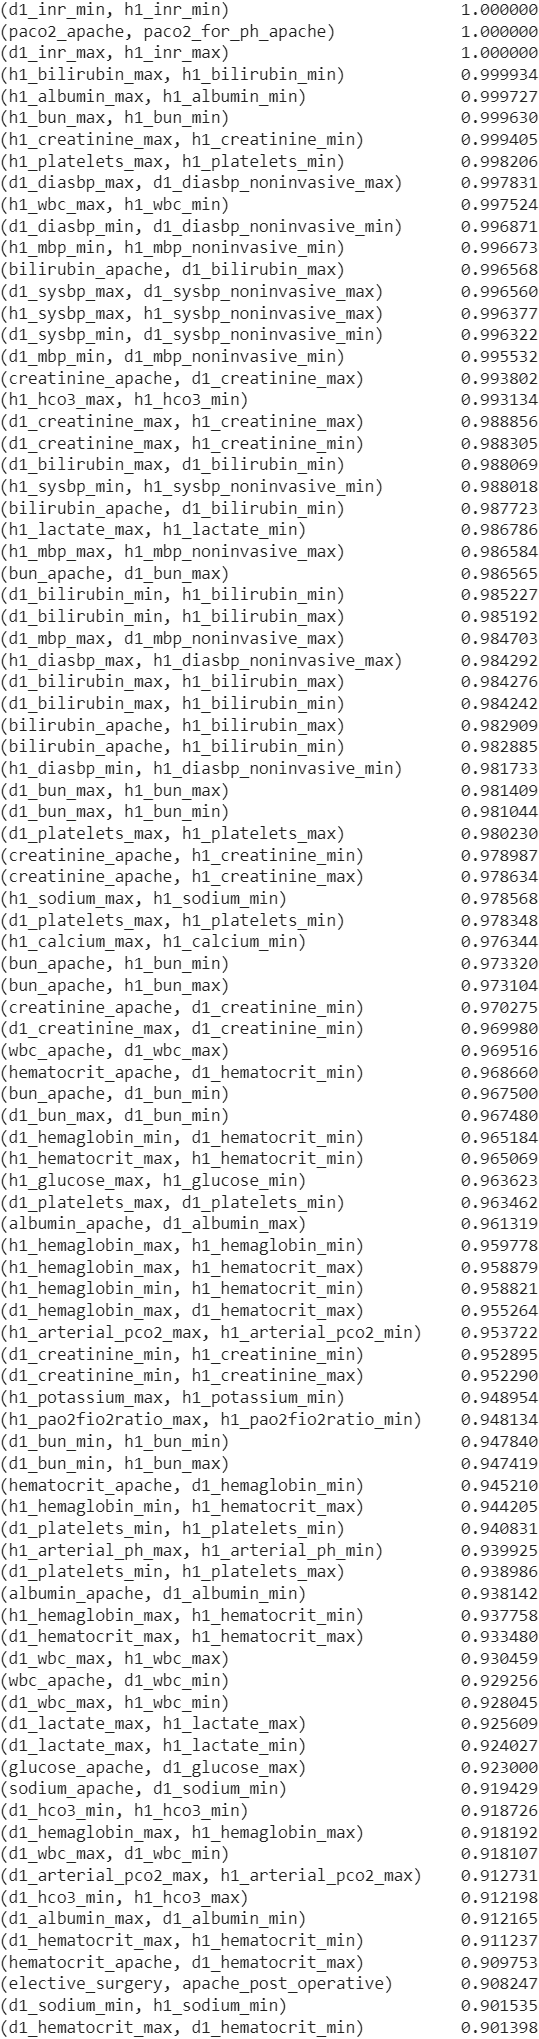 (d1_inr_min, h1_inr_min) 1.000000
(paco2_apache, paco2_for_ph_apache) 1.000000
(d1_inr_max, h1_inr_max) 1.000000
(h1_bilirubin_max, h1_bilirubin_min) 0.999934
(h1_albumin_max, h1_albumin_min) 0.999727
(h1_bun_max, h1_bun_min) 0.999630
(h1_creatinine_max, h1_creatinine_min) 0.999405
(h1_platelets_max, h1_platelets_min) 0.998206
(d1_diasbp_max, d1_diasbp_noninvasive_max) 0.997831
(h1_wbc_max, h1_wbc_min) 0.997524
(d1_diasbp_min, d1_diasbp_noninvasive_min) 0.996871
(h1_mbp_min, h1_mbp_noninvasive_min) 0.996673
(bilirubin_apache, d1_bilirubin_max) 0.996568
(d1_sysbp_max, d1_sysbp_noninvasive_max) 0.996560
(h1_sysbp_max, h1_sysbp_noninvasive_max) 0.996377
(d1_sysbp_min, d1_sysbp_noninvasive_min) 0.996322
(d1_mbp_min, d1_mbp_noninvasive_min) 0.995532
(creatinine_apache, d1_creatinine_max) 0.993802
(h1_hco3_max, h1_hco3_min) 0.993134
(d1_creatinine_max, h1_creatinine_max) 0.988856
(d1_creatinine_max, h1_creatinine_min) 0.988305
(d1_bilirubin_max, d1_bilirubin_min) 0.988069
(h1_sysbp_min, h1_sysbp_noninvasive_min) 0.988018
(bilirubin_apache, d1_bilirubin_min) 0.987723
(h1_lactate_max, h1_lactate_min) 0.986786
(h1_mbp_max, h1_mbp_noninvasive_max) 0.986584
(bun_apache, d1_bun_max) 0.986565
(d1_bilirubin_min, h1_bilirubin_min) 0.985227
(d1_bilirubin_min, h1_bilirubin_max) 0.985192
(d1_mbp_max, d1_mbp_noninvasive_max) 0.984703
(h1_diasbp_max, h1_diasbp_noninvasive_max) 0.984292
(d1_bilirubin_max, h1_bilirubin_max) 0.984276
(d1_bilirubin_max, h1_bilirubin_min) 0.984242
(bilirubin_apache, h1_bilirubin_max) 0.982909
(bilirubin_apache, h1_bilirubin_min) 0.982885
(h1_diasbp_min, h1_diasbp_noninvasive_min) 0.981733
(d1_bun_max, h1_bun_max) 0.981409
(d1_bun_max, h1_bun_min) 0.981044
(d1_platelets_max, h1_platelets_max) 0.980230
(creatinine_apache, h1_creatinine_min) 0.978987
(creatinine_apache, h1_creatinine_max) 0.978634
(h1_sodium_max, h1_sodium_min) 0.978568
(d1_platelets_max, h1_platelets_min) 0.978348
(h1_calcium_max, h1_calcium_min) 0.976344
(bun_apache, h1_bun_min) 0.973320
(bun_apache, h1_bun_max) 0.973104
(creatinine_apache, d1_creatinine_min) 0.970275
(d1_creatinine_max, d1_creatinine_min) 0.969980
(wbc_apache, d1_wbc_max) 0.969516
(hematocrit_apache, d1_hematocrit_min) 0.968660
(bun_apache, d1_bun_min) 0.967500
(d1_bun_max, d1_bun_min) 0.967480
(d1_hemaglobin_min, d1_hematocrit_min) 0.965184
(h1_hematocrit_max, h1_hematocrit_min) 0.965069
(h1_glucose_max, h1_glucose_min) 0.963623
(d1_platelets_max, d1_platelets_min) 0.963462
(albumin_apache, d1_albumin_max) 0.961319
(h1_hemaglobin_max, h1_hemaglobin_min) 0.959778
(h1_hemaglobin_max, h1_hematocrit_max) 0.958879
(h1_hemaglobin_min, h1_hematocrit_min) 0.958821
(d1_hemaglobin_max, d1_hematocrit_max) 0.955264
(h1_arterial_pco2_max, h1_arterial_pco2_min) 0.953722
(d1_creatinine_min, h1_creatinine_min) 0.952895
(d1_creatinine_min, h1_creatinine_max) 0.952290
(h1_potassium_max, h1_potassium_min) 0.948954
(h1_pao2fio2ratio_max, h1_pao2fio2ratio_min) 0.948134
(d1_bun_min, h1_bun_min) 0.947840
(d1_bun_min, h1_bun_max) 0.947419
(hematocrit_apache, d1_hemaglobin_min) 0.945210
(h1_hemaglobin_min, h1_hematocrit_max) 0.944205
(d1_platelets_min, h1_platelets_min) 0.940831
(h1_arterial_ph_max, h1_arterial_ph_min) 0.939925
(d1_platelets_min, h1_platelets_max) 0.938986
(albumin_apache, d1_albumin_min) 0.938142
(h1_hemaglobin_max, h1_hematocrit_min) 0.937758
(d1_hematocrit_max, h1_hematocrit_max) 0.933480
(d1_wbc_max, h1_wbc_max) 0.930459
(wbc_apache, d1_wbc_min) 0.929256
(d1_wbc_max, h1_wbc_min) 0.928045
(d1_lactate_max, h1_lactate_max) 0.925609
(d1_lactate_max, h1_lactate_min) 0.924027
(glucose_apache, d1_glucose_max) 0.923000
(sodium_apache, d1_sodium_min) 0.919429
(d1_hco3_min, h1_hco3_min) 0.918726
(d1_hemaglobin_max, h1_hemaglobin_max) 0.918192
(d1_wbc_max, d1_wbc_min) 0.918107
(d1_arterial_pco2_max, h1_arterial_pco2_max) 0.912731
(d1_hco3_min, h1_hco3_max) 0.912198
(d1_albumin_max, d1_albumin_min) 0.912165
(d1_hematocrit_max, h1_hematocrit_min) 0.911237
(hematocrit_apache, d1_hematocrit_max) 0.909753
(elective_surgery, apache_post_operative) 0.908247
(d1_sodium_min, h1_sodium_min) 0.901535
(d1_hematocrit_max, d1_hematocrit_min) 0.901398